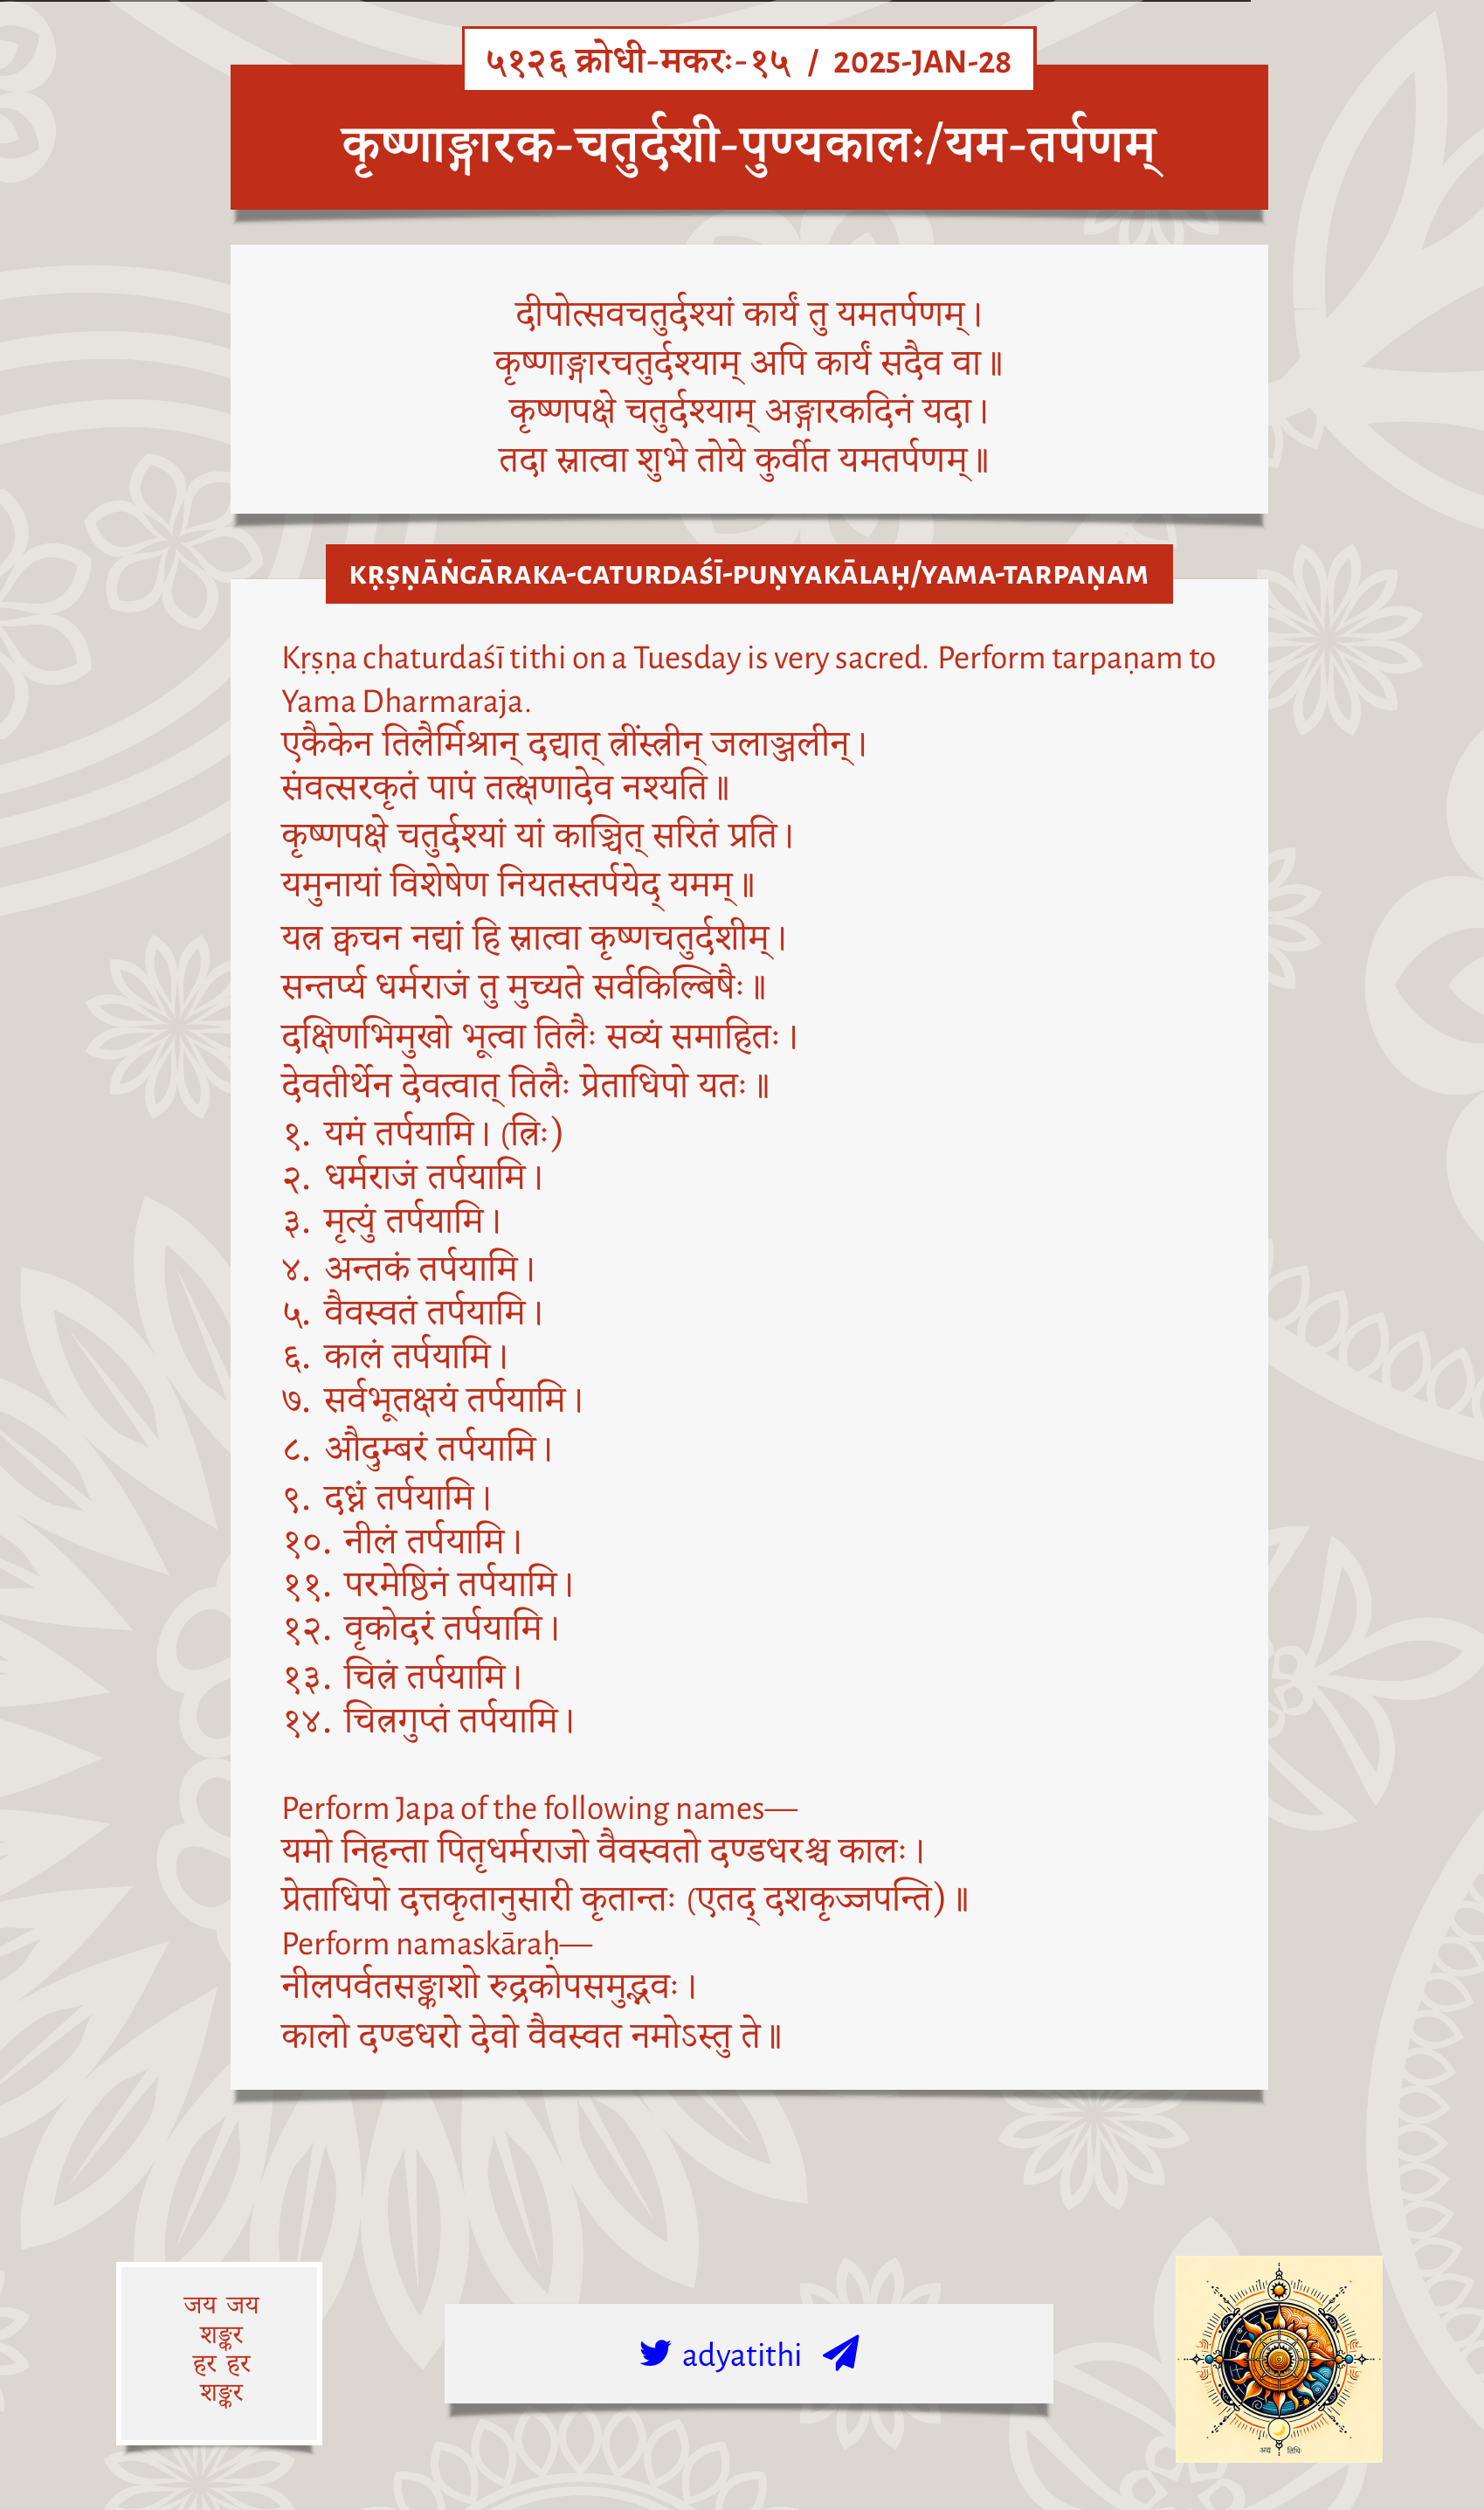 ५१२६ क्रोधी-मकरः-१५ / 2025-JAN-28
कृष्णाङ्गारक-चतुर्दशी-पुण्यकालः/यम-तर्पणम्
दीपोत्सवचतुर्दश्यां कार्यं तु यमतर्पणम्।
कृष्णाङ्गारचतुर्दश्याम् अपि कार्यं सदैव वा॥
कृष्णपक्षे चतुर्दश्याम् अङ्गारकदिनं यदा।
तदा स्नात्वा शुभे तोये कुर्वीत यमतर्पणम्॥
KṚṢṆĀṄGĀRAKA-CATURDAŚĪ-PUṆYAKĀLAḤ/YAMA-TARPAṆAM
Kṛṣṇa chaturdaśī tithi on a Tuesday is very sacred. Perform tarpaṇam to
Yama Dharmaraja.
एकैकेन तिलैर्मिश्रान् दद्यात् त्रींस्त्रीन् जलाञ्जलीन्।
संवत्सरकृतं पापं तत्क्षणादेव नश्यति॥
कृष्णपक्षे चतुर्दश्यां यां काञ्चित् सरितं प्रति।
यमुनायां विशेषेण नियतस्तर्पयेद् यमम्॥
यत्र क्वचन नद्यां हि स्नात्वा कृष्णचतुर्दशीम्।
सन्तर्प्य धर्मराजं तु मुच्यते सर्वकिल्बिषैः॥
दक्षिणभिमुखो भूत्वा तिलैः सव्यं समाहितः।
देवतीर्थेन देवत्वात् तिलैः प्रेताधिपो यतः॥
१. यमं तर्पयामि। (त्रिः)
२. धर्मराजं तर्पयामि।
३. मृत्युं तर्पयामि।
४. अन्तकं तर्पयामि।
५. वैवस्वतं तर्पयामि।
६. कालं तर्पयामि।
७. सर्वभूतक्षयं तर्पयामि।
८. औदुम्बरं तर्पयामि।
९. दध्नं तर्पयामि।
१०. नीलं तर्पयामि।
११. परमेष्ठिनं तर्पयामि।
१२. वृकोदरं तर्पयामि।
१३. चित्रं तर्पयामि।
१४. चित्रगुप्तं तर्पयामि।
Perform Japa of the following names—
यमो निहन्ता पितृधर्मराजो वैवस्वतो दण्डधरश्च कालः।
प्रेताधिपो दत्तकृतानुसारी कृतान्तः (एतद् दशकृज्जपन्ति)॥
Perform namaskāraḥ—
नीलपर्वतसङ्काशो रुद्रकोपसमुद्भवः।
कालो दण्डधरो देवो वैवस्वत नमोऽस्तु ते॥
जय जय
शङ्कर
हर हर
शङ्कर
adyatithi
अद्य तिथिः